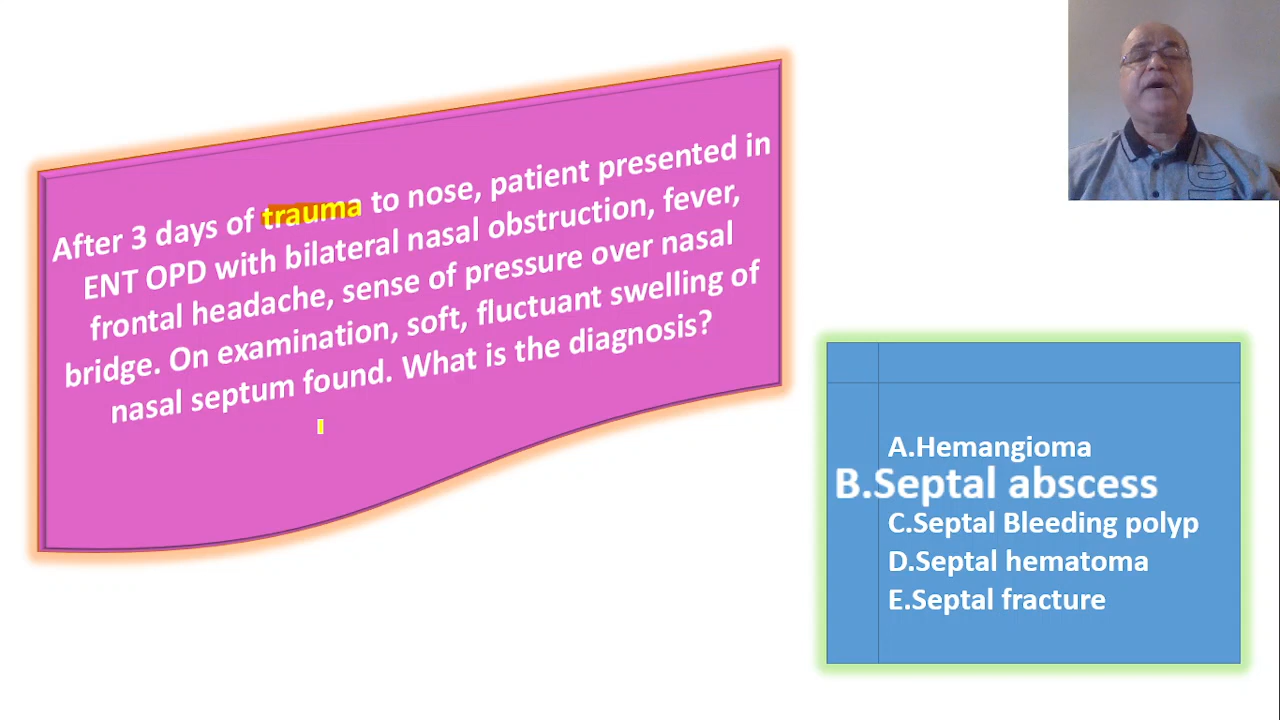 After 3 days of trauma to nose, patient presented in
ENT OPD with bilateral nasal obstruction, fever,
frontal headache, sense of pressure over nasal
bridge. On examination, soft, fluctuant swelling of
nasal septum found. What is the diagnosis?
A.Hemangioma
B.Septal abscess
C.Septal Bleeding polyp
D.Septal hematoma
E.Septal fracture